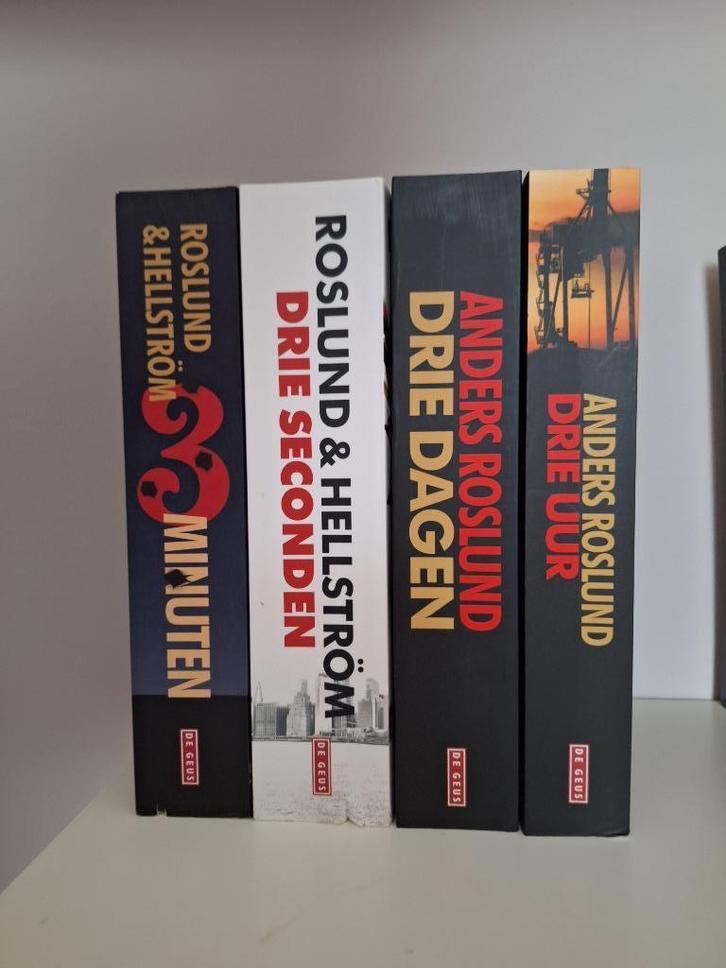 ROSLUND
& HELLSTRÖM
3
MINUTEN
DE GEUS
ROSLUND & HELLSTRÖM
DRIE SECONDEN
DE GEUS
ANDERS ROSLUND
DRIE DAGEN
DE GEUS
ANDERS ROSLUND
DRIE UUR
DE GEUS